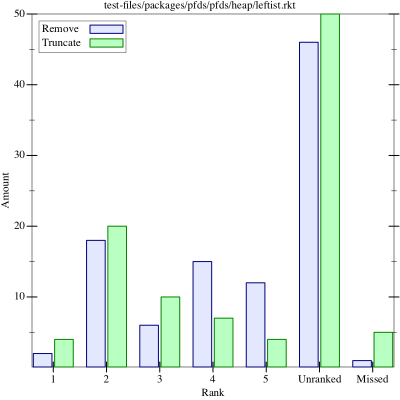 test-files/packages/pfds/pfds/heap/leftist.rkt
Remove
Truncate
50
40
30
20
10
Amount
1 2 3 4 5 Unranked Missed
Rank